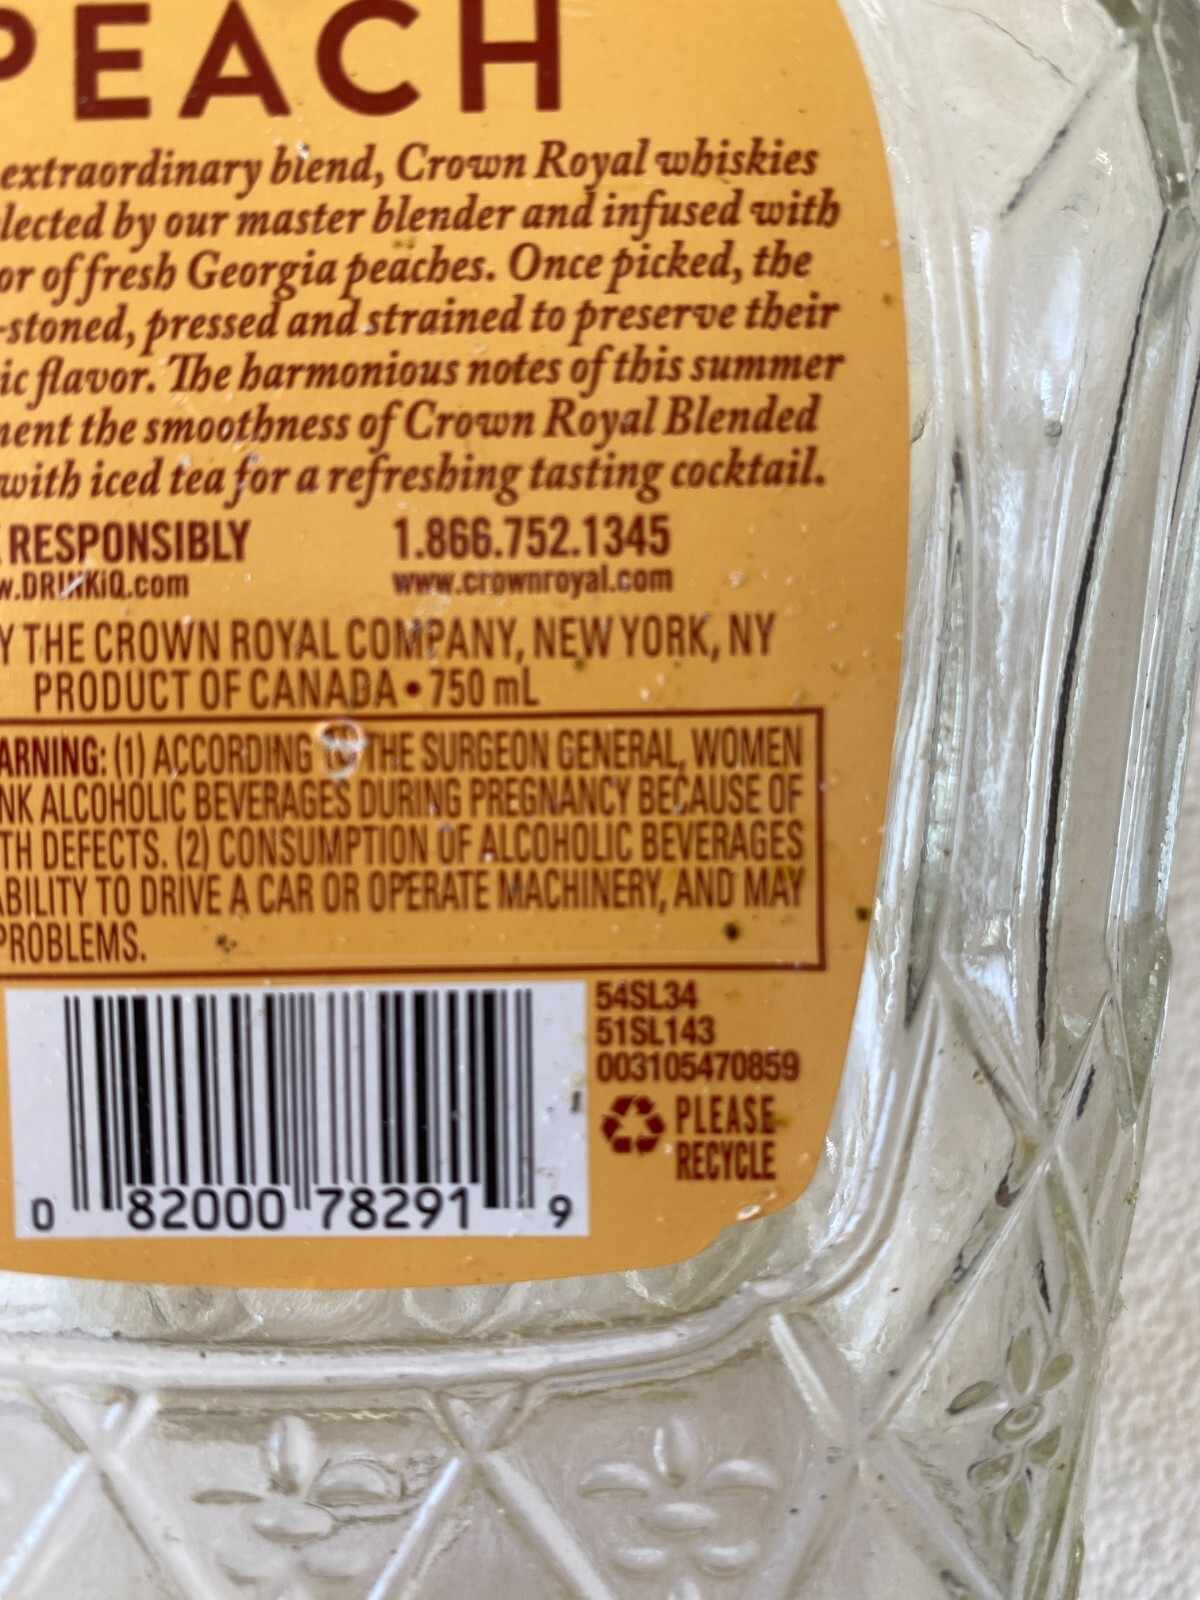 PEACH
extraordinary blend, Crown Royal whiskies
lected by our master blender and infused with
or of fresh Georgia peaches. Once picked, the
-stoned, pressed and strained to preserve their
ic flavor. The harmonious notes of this summer
ment the smoothness of Crown Royal Blended
with iced tea for a refreshing tasting cocktail.
RESPONSIBLY 1.866.752.1345
w.DRiNKiQ.com www.crownroyal.com
Y THE CROWN ROYAL COMPANY, NEW YORK, NY
PRODUCT OF CANADA • 750 mL
ARNING: (1) ACCORDING TO THE SURGEON GENERAL, WOMEN
NK ALCOHOLIC BEVERAGES DURING PREGNANCY BECAUSE OF
TH DEFECTS. (2) CONSUMPTION OF ALCOHOLIC BEVERAGES
ABILITY TO DRIVE A CAR OR OPERATE MACHINERY, AND MAY
PROBLEMS.
54SL34
51SL143
003105470859
PLEASE
RECYCLE
0 82000 78291 9